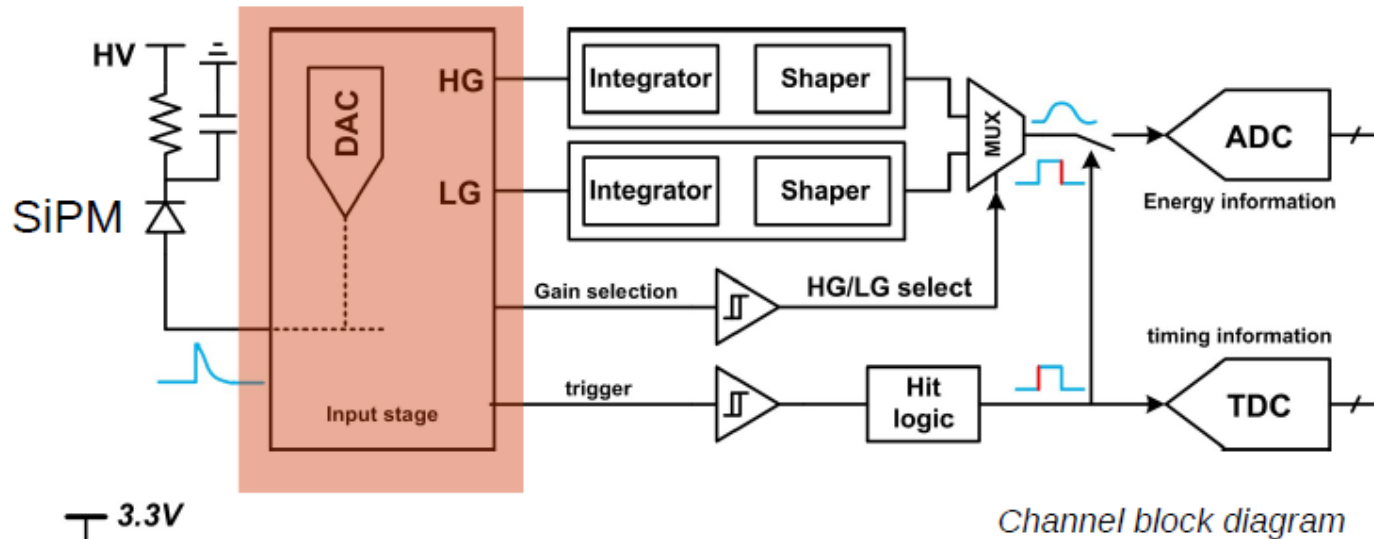 HV
SiPM
DAC
HG
LG
Input stage
Integrator
Shaper
Integrator
Shaper
MUX
ADC
Energy information
Gain selection
HG/LG select
trigger
Hit
logic
timing information
TDC
3.3V
Channel block diagram